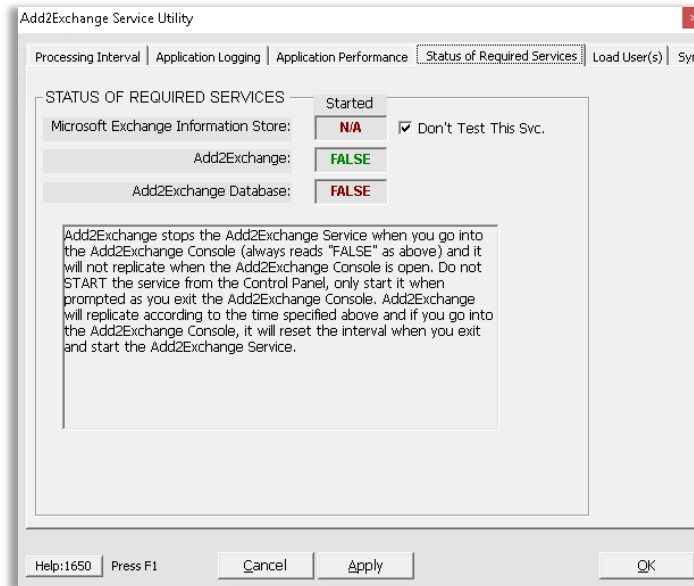 Add2Exchange Service Utility
Processing Interval Application Logging Application Performance Status of Required Services Load User(s)
STATUS OF REQUIRED SERVICES
Started
Microsoft Exchange Information Store: N/A Don't Test This Svc.
Add2Exchange: FALSE
Add2Exchange Database: FALSE
Add2Exchange stops the Add2Exchange Service when you go into
the Add2Exchange Console (always reads "FALSE" as above) and it
will not replicate when the Add2Exchange Console is open. Do not
START the service from the Control Panel, only start it when
prompted as you exit the Add2Exchange Console. Add2Exchange
will replicate according to the time specified above and if you go into
the Add2Exchange Console, it will reset the interval when you exit
and start the Add2Exchange Service.
Help:1650 Press F1 Cancel Apply OK